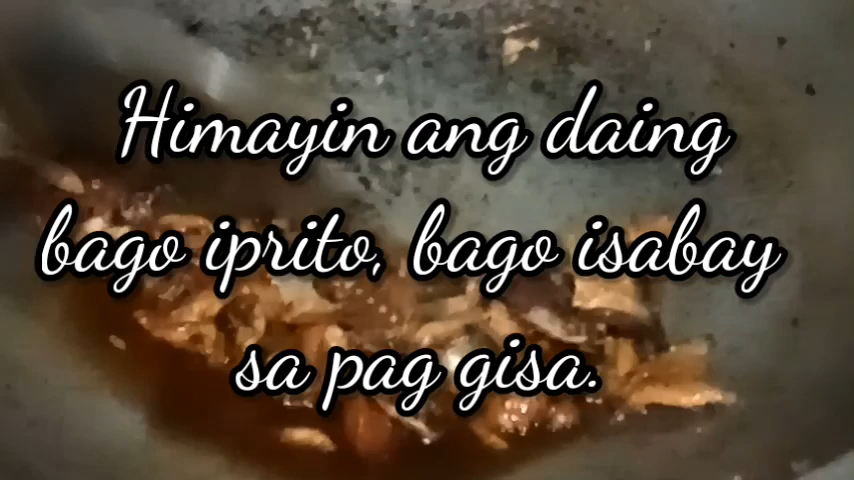 Himayin ang daing
bago iprito, bago isabay
sa pag gisa.